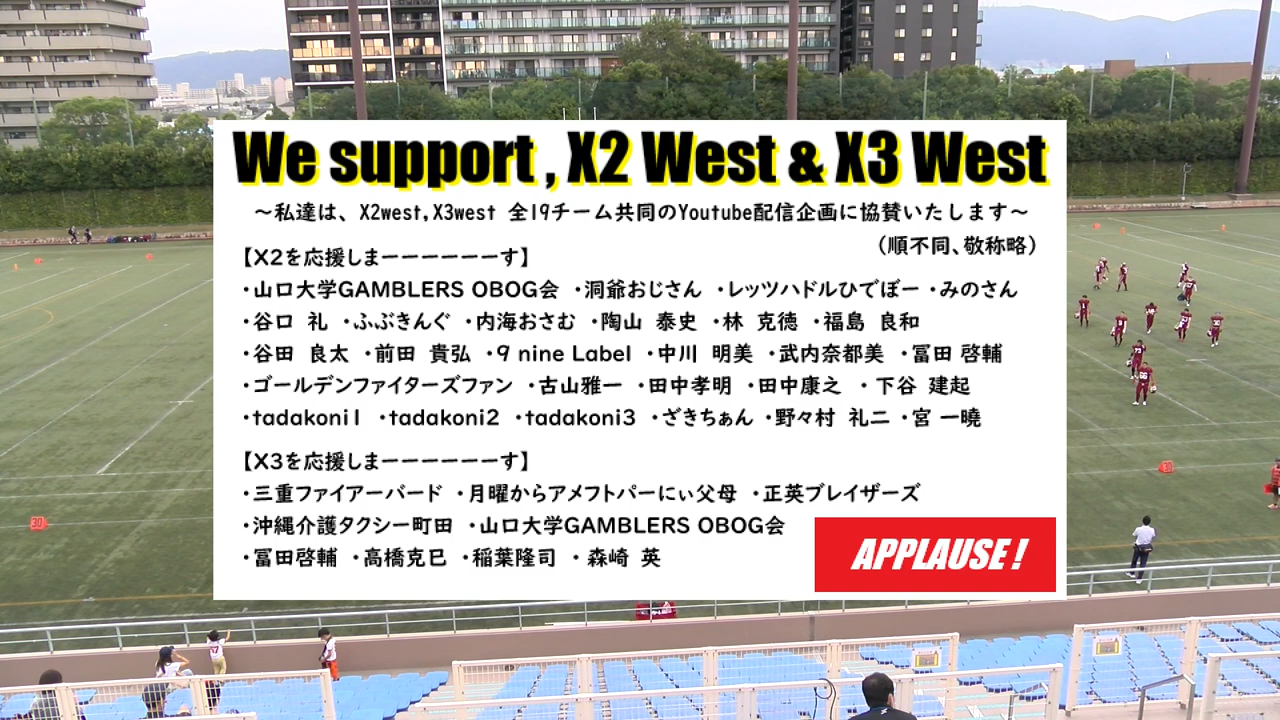 We support , X2 West & X3 West
～私達は、X2west,X3west 全19チーム共同のYoutube配信企画に協賛いたします～
（順不同、敬称略）
【X2を応援しまーーーーーーす】
・山口大学GAMBLERS OBOG会 ・洞爺おじさん ・レッツハドルひでぼー ・みのさん
・谷口 礼 ・ふぶきんぐ ・内海おさむ ・陶山 泰史 ・林 克徳 ・福島 良和
・谷田 良太 ・前田 貴弘 ・9 nine Label ・中川 明美 ・武内奈都美 ・冨田 啓輔
・ゴールデンファイターズファン ・古山雅一 ・田中孝明 ・田中康之 ・下谷 建起
・tadakoni1 ・tadakoni2 ・tadakoni3 ・ざきちぁん ・野々村 礼二 ・宮 一曉
【X3を応援しまーーーーーーす】
・三重ファイアーバード ・月曜からアメフトバーにぃ父母 ・正英ブレイザーズ
・沖縄介護タクシー町田 ・山口大学GAMBLERS OBOG会
・冨田啓輔 ・高橋克巳 ・稲葉隆司 ・森崎 英
APPLAUSE !
30